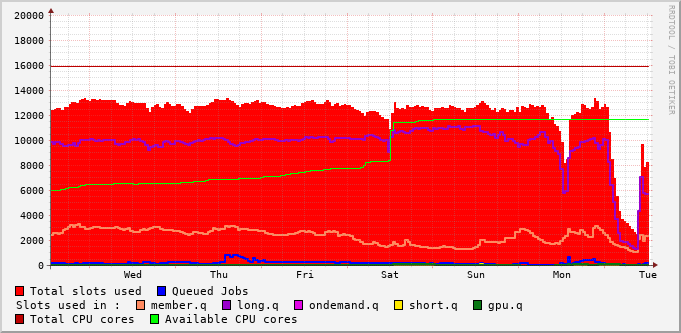 RRDTOOL / TOBI OETIKER
20000
18000
16000
14000
12000
10000
8000
6000
4000
2000
0
Wed Thu Fri Sat Sun Mon Tue
Total slots used Queued Jobs
Slots used in : member.q long.q ondemand.q short.q gpu.q
Total CPU cores Available CPU cores